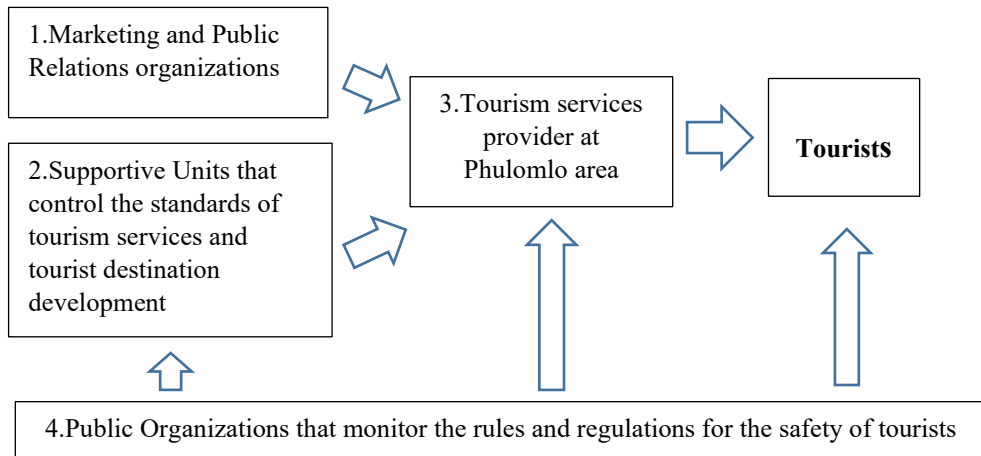 1.Marketing and Public
Relations organizations
2.Supportive Units that
control the standards of
tourism services and
tourist destination
development
3.Tourism services
provider at
Phulomlo area
Tourists
4.Public Organizations that monitor the rules and regulations for the safety of tourists